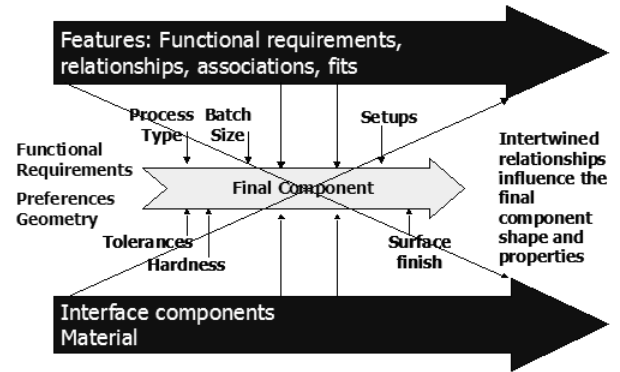 Features: Functional requirements,
relationships, associations, fits
Process
Type
Batch
Size
Setups
Functional
Requirements
Preferences
Geometry
Final Component
Intertwined
relationships
influence the
final
component
shape and
properties
Tolerances
Hardness
Surface
finish
Interface components
Material